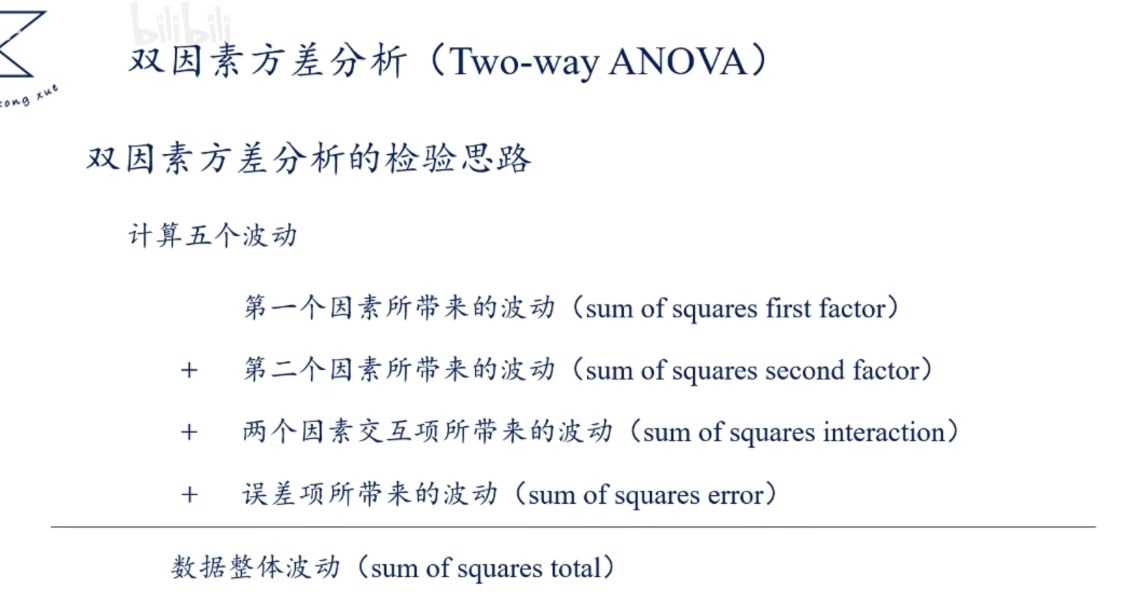 bilibili
双因素方差分析（Two-way ANOVA）
ong xue
双因素方差分析的检验思路
计算五个波动
第一个因素所带来的波动（sum of squares first factor）
+ 第二个因素所带来的波动（sum of squares second factor）
+ 两个因素交互项所带来的波动（sum of squares interaction）
+ 误差项所带来的波动（sum of squares error）
数据整体波动（sum of squares total）